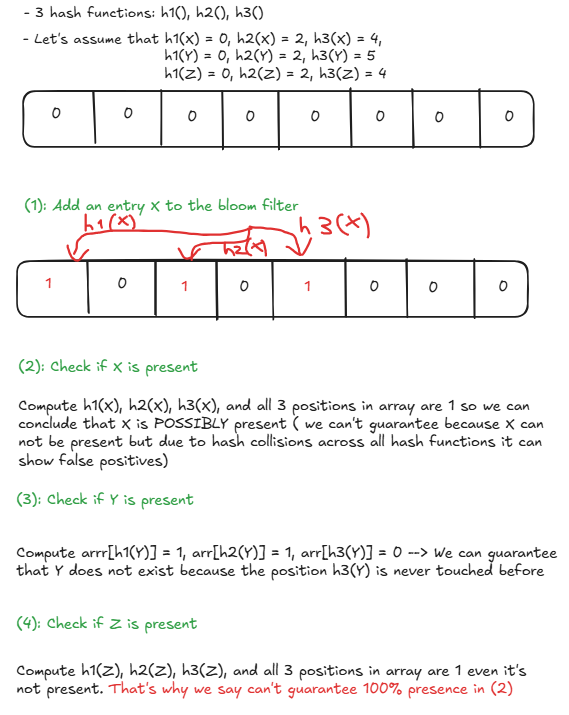 - 3 hash functions: h1(), h2(), h3()
- Let's assume that h1(X) = 0, h2(X) = 2, h3(X) = 4,
h1(Y) = 0, h2(Y) = 2, h3(Y) = 5
h1(Z) = 0, h2(Z) = 2, h3(Z) = 4
0 0 0 0 0 0 0 0
(1): Add an entry X to the bloom filter
h1(X) h3(X)
h2(X)
1 0 1 0 1 0 0 0
(2): Check if X is present
Compute h1(X), h2(X), h3(X), and all 3 positions in array are 1 so we can
conclude that X is POSSIBLY present ( we can't guarantee because X can
not be present but due to hash collisions across all hash functions it can
show false positives)
(3): Check if Y is present
Compute arrr[h1(Y)] = 1, arr[h2(Y)] = 1, arr[h3(Y)] = 0 --> We can guarantee
that Y does not exist because the position h3(Y) is never touched before
(4): Check if Z is present
Compute h1(Z), h2(Z), h3(Z), and all 3 positions in array are 1 even it's
not present. That's why we say can't guarantee 100% presence in (2)